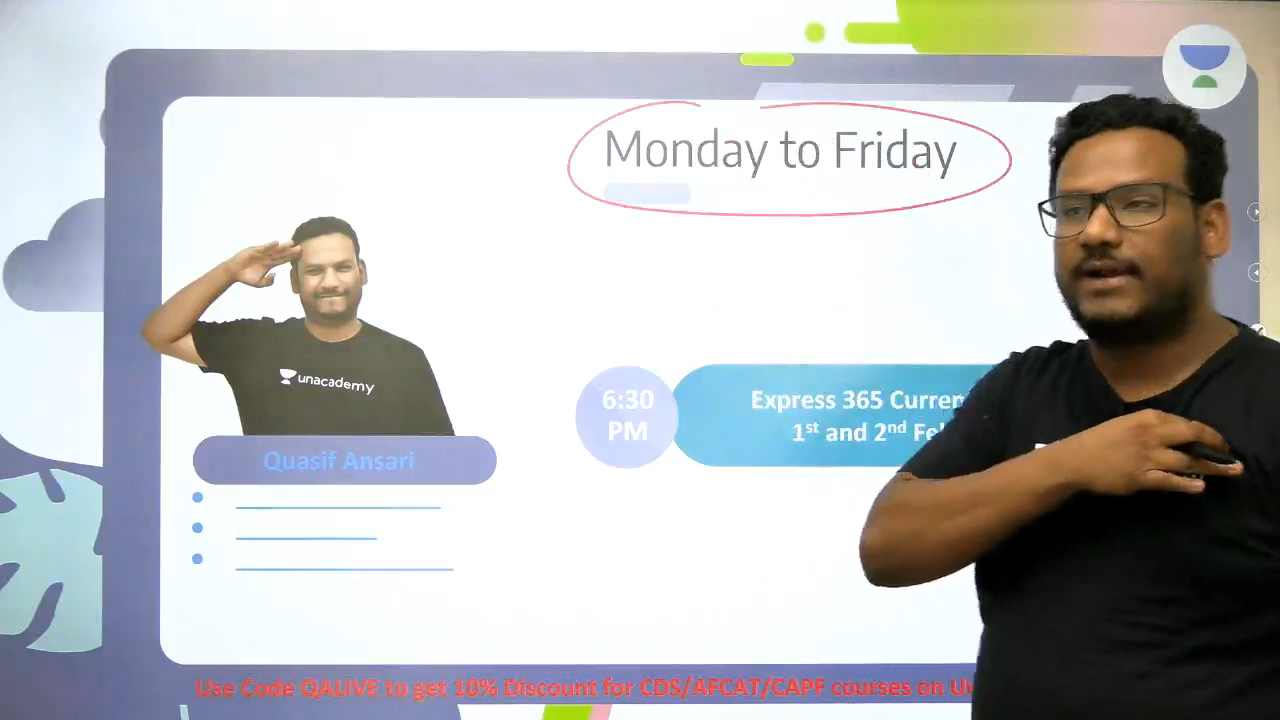 Monday to Friday
unacademy
6:30
PM
Express 365 Curren
1st and 2nd Fe
Quasif Ansari
Use Code QALIVE to get 10% Discount for CDS/AFCAT/CAPF courses on U